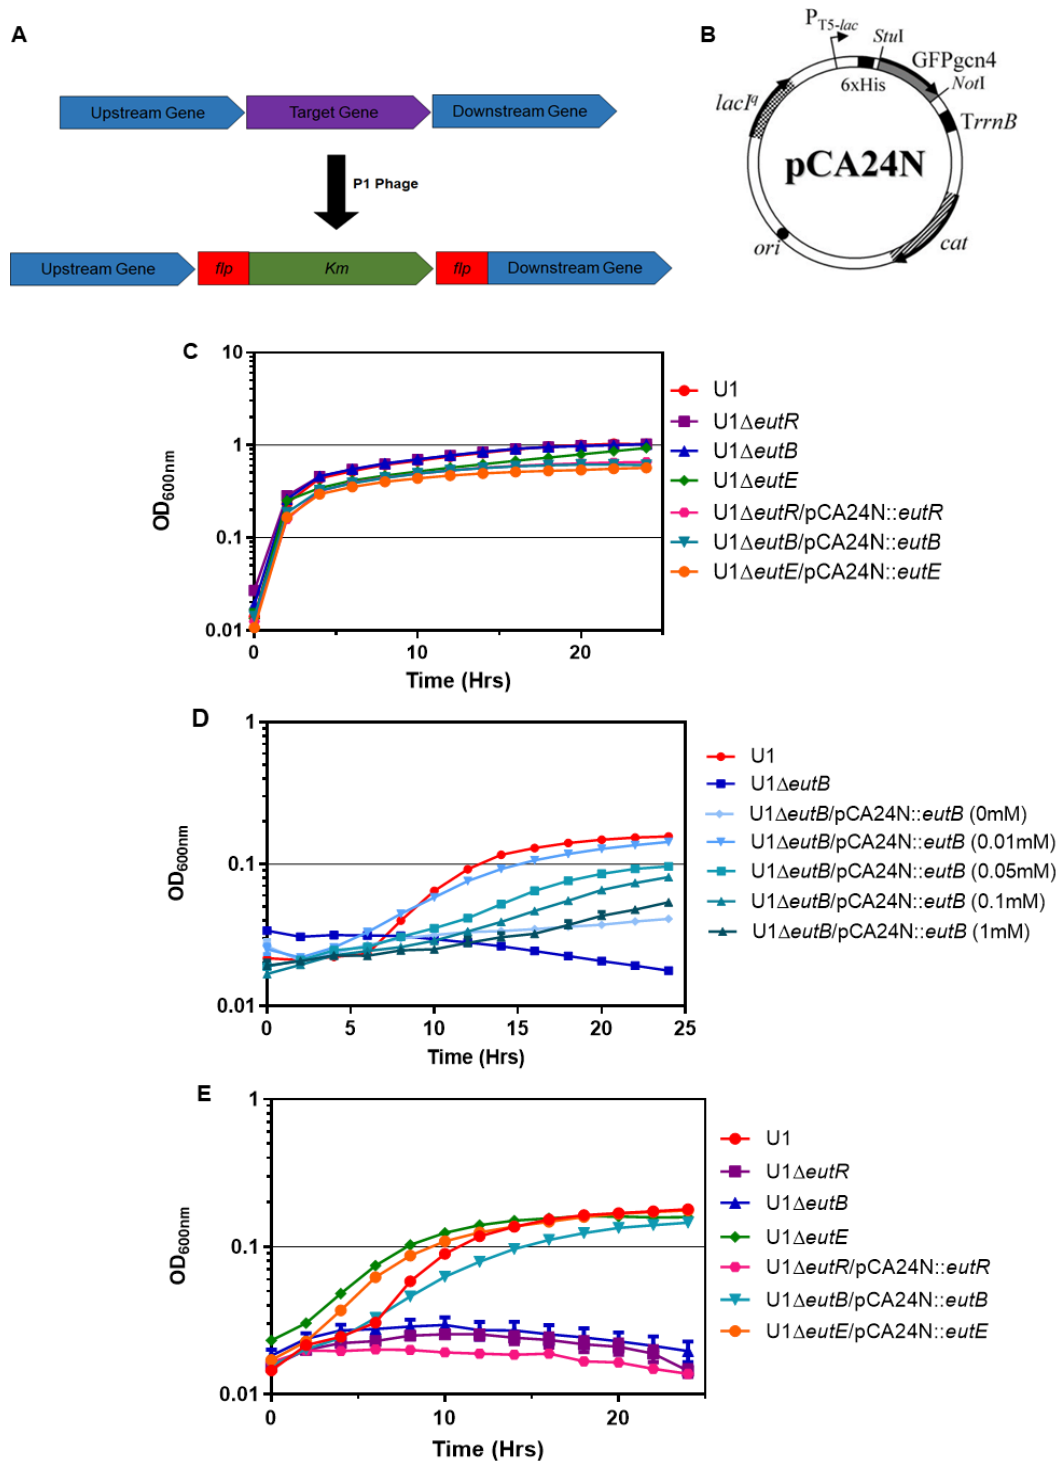 A
Upstream Gene
Target Gene
Downstream Gene
P1 Phage
Upstream Gene
flp
Km
flp
Downstream Gene
B
P_T5-lac
StuI
GFPgcn4
NotI
6xHis
lacI^q
TrrnB
pCA24N
ori
cat
C
10
1
0.1
0.01
OD600nm
0
10
20
Time (Hrs)
U1
U1ΔeutR
U1ΔeutB
U1ΔeutE
U1ΔeutR/pCA24N::eutR
U1ΔeutB/pCA24N::eutB
U1ΔeutE/pCA24N::eutE
D
1
0.1
0.01
OD600nm
0
5
10
15
20
25
Time (Hrs)
U1
U1ΔeutB
U1ΔeutB/pCA24N::eutB (0mM)
U1ΔeutB/pCA24N::eutB (0.01mM)
U1ΔeutB/pCA24N::eutB (0.05mM)
U1ΔeutB/pCA24N::eutB (0.1mM)
U1ΔeutB/pCA24N::eutB (1mM)
E
1
0.1
0.01
OD600nm
0
10
20
Time (Hrs)
U1
U1ΔeutR
U1ΔeutB
U1ΔeutE
U1ΔeutR/pCA24N::eutR
U1ΔeutB/pCA24N::eutB
U1ΔeutE/pCA24N::eutE